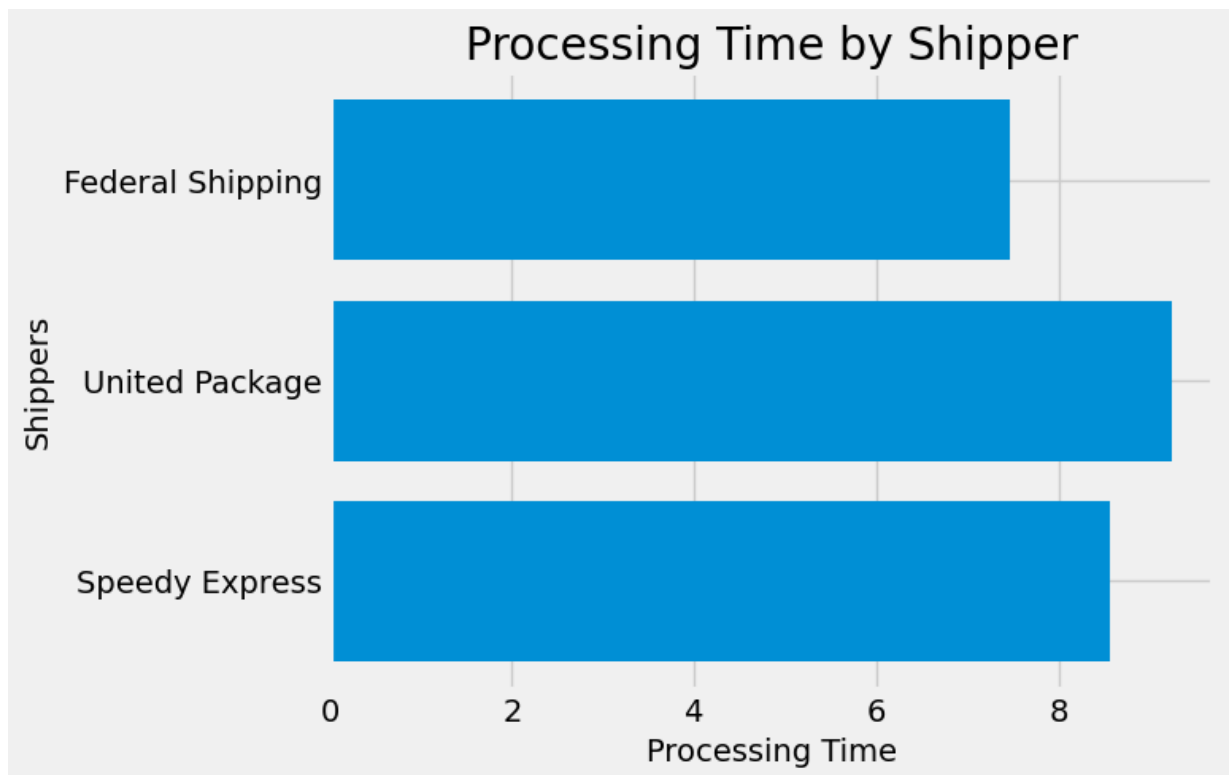 Processing Time by Shipper
Federal Shipping
United Package
Speedy Express
Shippers
0 2 4 6 8
Processing Time